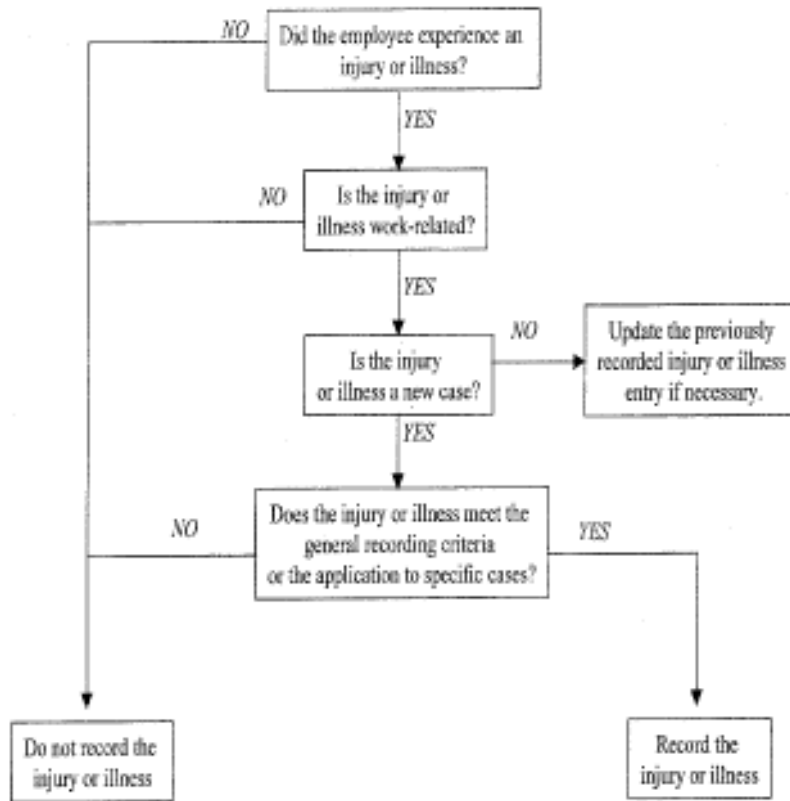 NO
Did the employee experience an
injury or illness?
YES
NO
Is the injury or
illness work-related?
YES
NO
Update the previously
recorded injury or illness
entry if necessary.
Is the injury
or illness a new case?
YES
NO
Does the injury or illness meet the
general recording criteria
or the application to specific cases?
YES
Do not record the
injury or illness
Record the
injury or illness